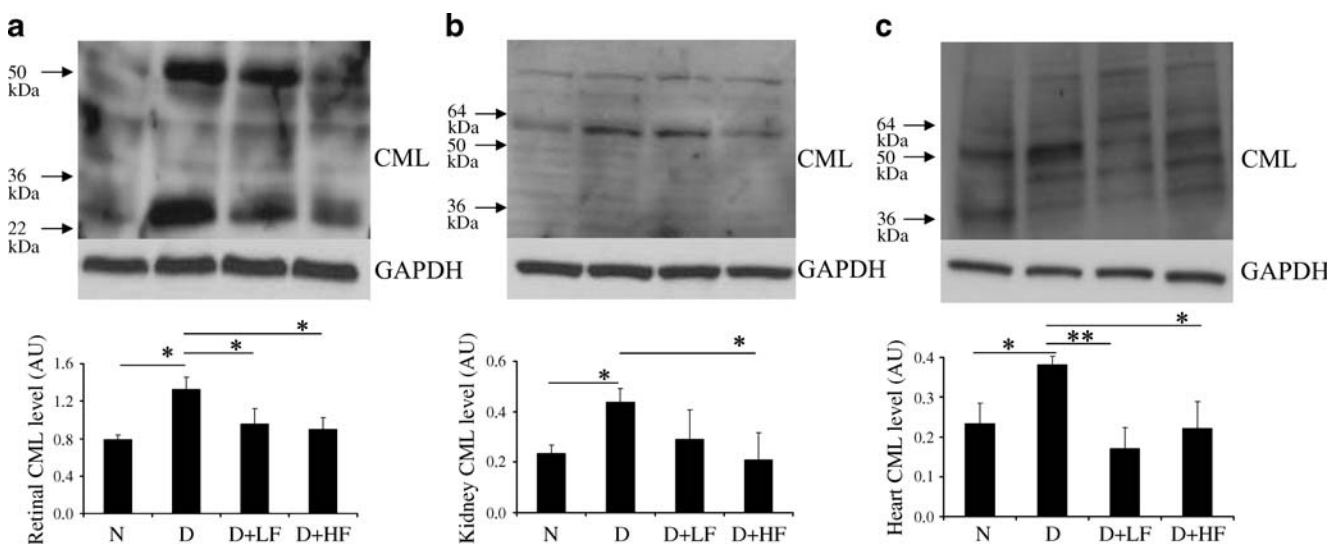 a
50
kDa
36
kDa
22
kDa
CML
GAPDH
*
*
*
Retinal CML level (AU)
1.6
1.2
0.8
0.4
0.0
N
D
D+LF
D+HF
b
64
kDa
50
kDa
36
kDa
CML
GAPDH
*
*
Kidney CML level (AU)
0.6
0.4
0.2
0.0
N
D
D+LF
D+HF
c
64
kDa
50
kDa
36
kDa
CML
GAPDH
*
**
*
Heart CML level (AU)
0.4
0.3
0.2
0.1
0.0
N
D
D+LF
D+HF